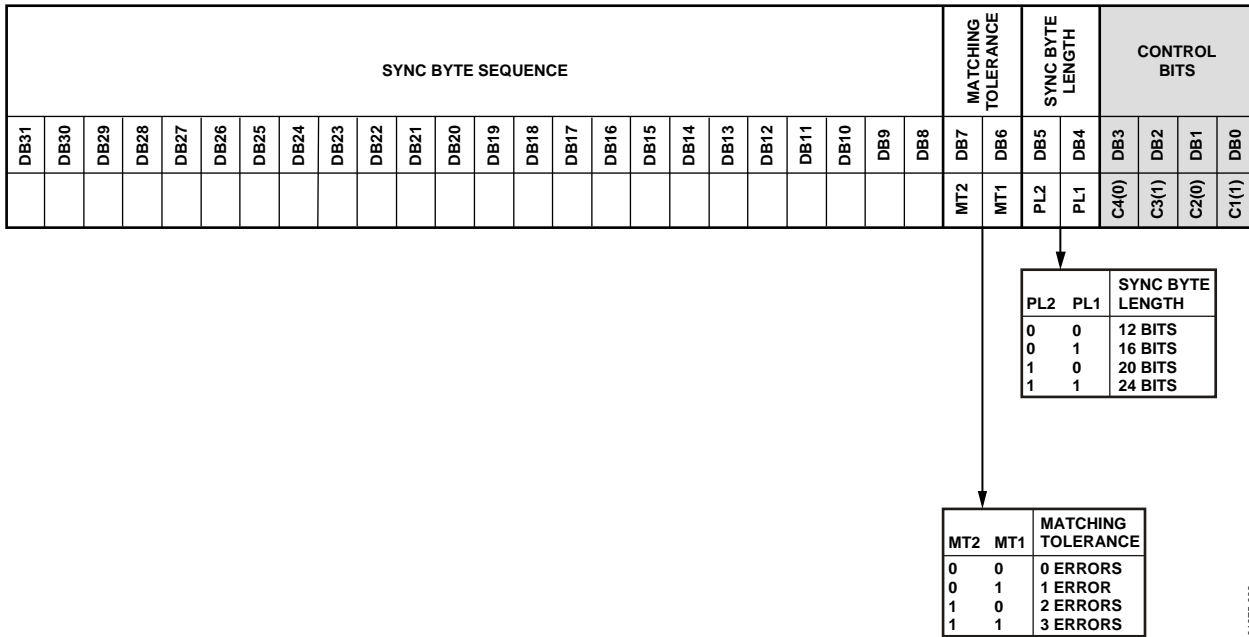 SYNC BYTE SEQUENCE
MATCHING
TOLERANCE
SYNC BYTE
LENGTH
CONTROL
BITS
DB31 DB30 DB29 DB28 DB27 DB26 DB25 DB24 DB23 DB22 DB21 DB20 DB19 DB18 DB17 DB16 DB15 DB14 DB13 DB12 DB11 DB10 DB9 DB8 DB7 DB6 DB5 DB4 DB3 DB2 DB1 DB0
MT2 MT1 PL2 PL1 C4(0) C3(1) C2(0) C1(1)
PL2 PL1 SYNC BYTE
LENGTH
0 0 12 BITS
0 1 16 BITS
1 0 20 BITS
1 1 24 BITS
MT2 MT1 MATCHING
TOLERANCE
0 0 0 ERRORS
0 1 1 ERROR
1 0 2 ERRORS
1 1 3 ERRORS